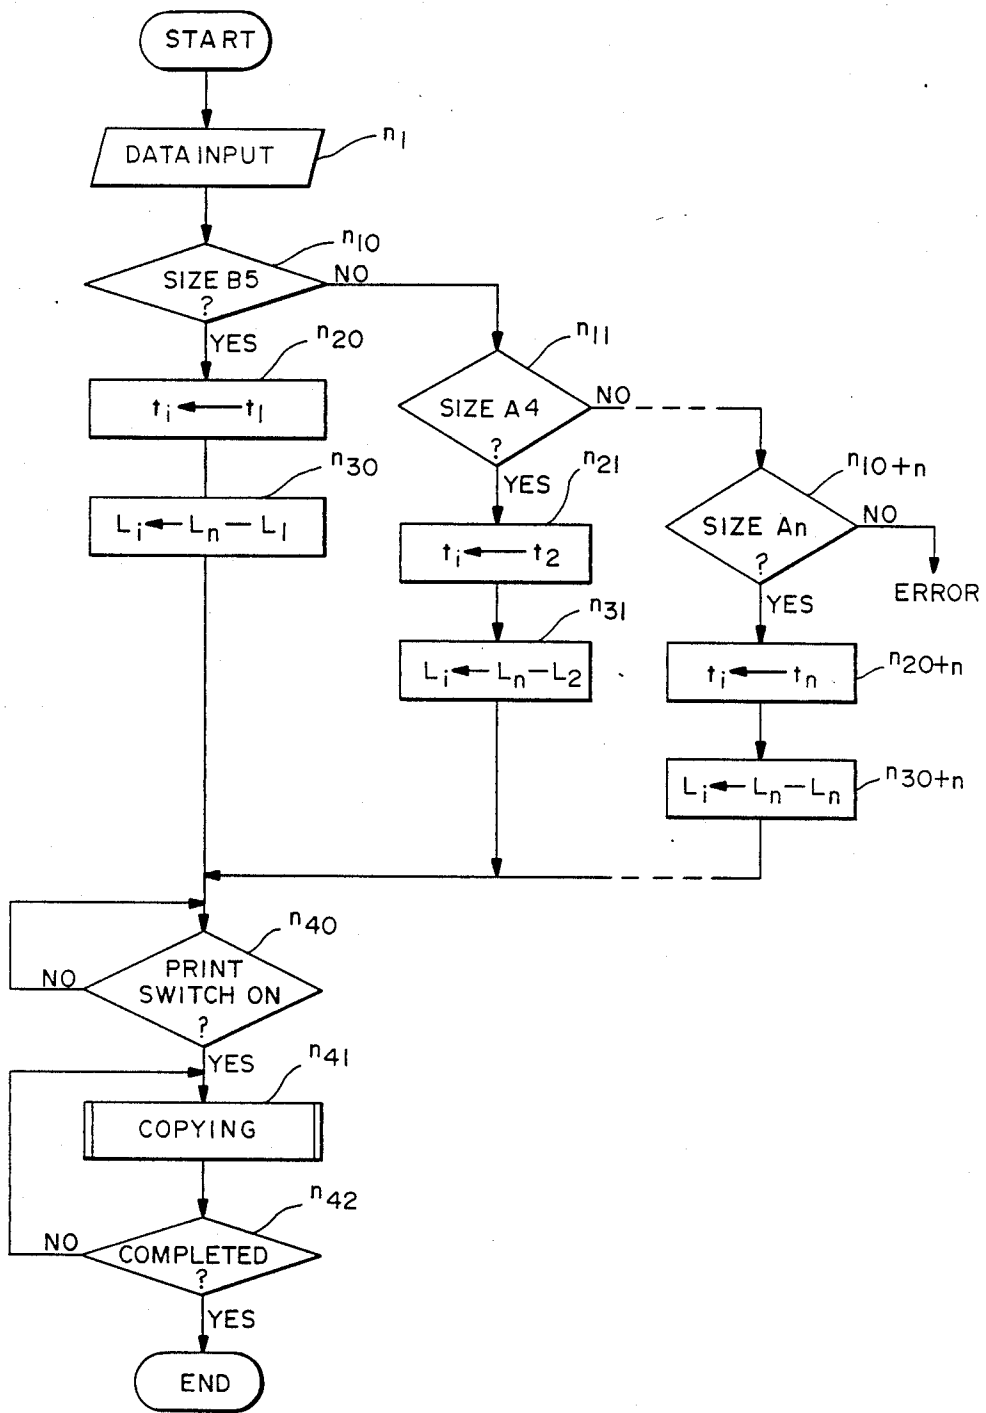 START
DATA INPUT
n1
n10
SIZE B5
?
NO
YES
n20
ti ← t1
n30
Li ← Ln – L1
n11
SIZE A4
?
NO
YES
n21
ti ← t2
n31
Li ← Ln – L2
n10+n
SIZE An
?
NO
ERROR
YES
n20+n
ti ← tn
n30+n
Li ← Ln – Ln
n40
PRINT
SWITCH ON
?
NO
YES
n41
COPYING
n42
COMPLETED
?
NO
YES
END